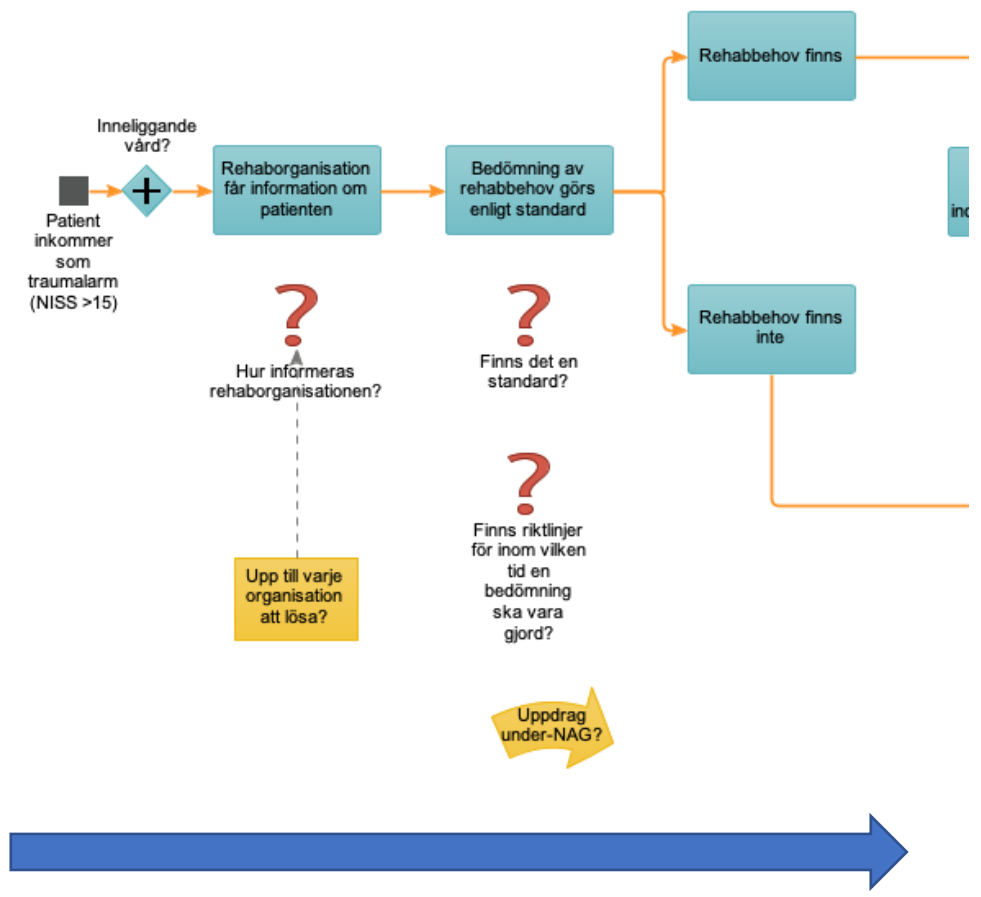 Inneliggande
vård?
Patient
inkommer
som
traumalarm
(NISS >15)
Rehaborganisation
får information om
patienten
Bedömning av
rehabbehov görs
enligt standard
Rehabbehov finns
Rehabbehov finns
inte
Hur informeras
rehaborganisationen?
Finns det en
standard?
Finns riktlinjer
för inom vilken
tid en
bedömning
ska vara
gjord?
Upp till varje
organisation
att lösa?
Uppdrag
under-NAG?